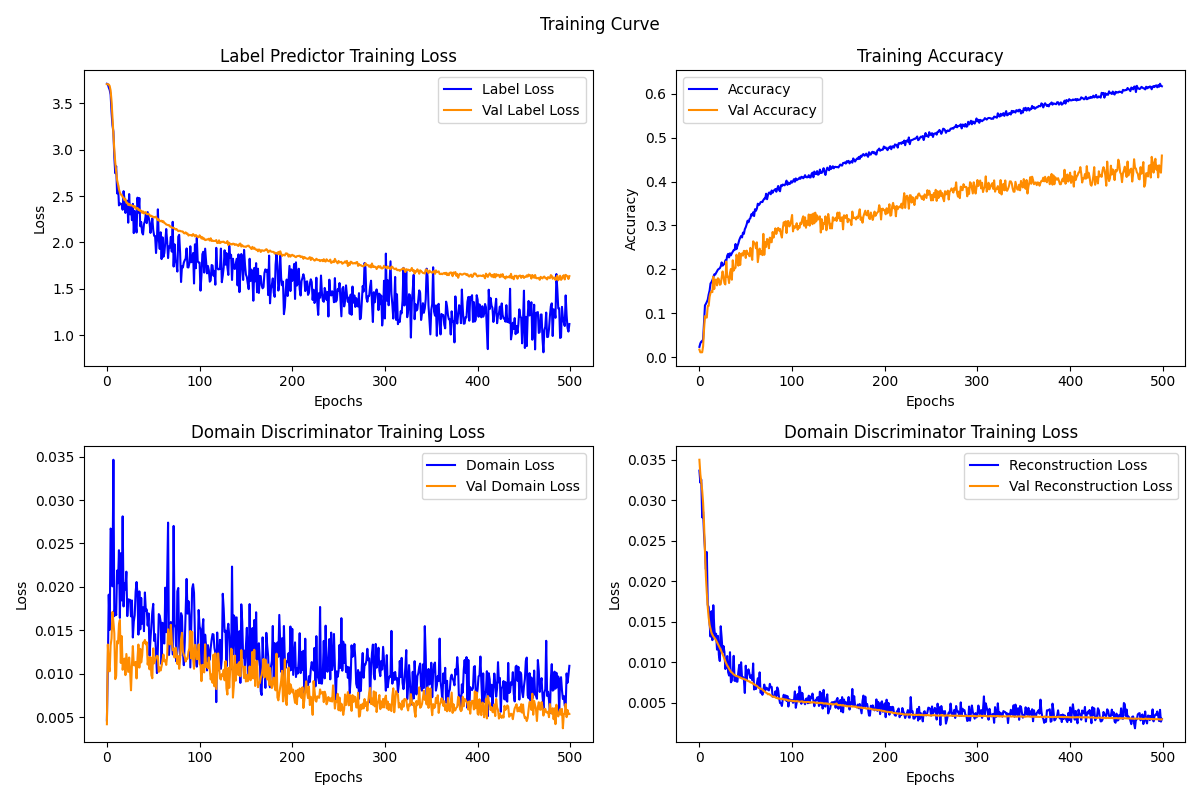 Training Curve
Label Predictor Training Loss
Loss
3.5
3.0
2.5
2.0
1.5
1.0
Label Loss
Val Label Loss
0 100 200 300 400 500
Epochs
Training Accuracy
Accuracy
0.6
0.5
0.4
0.3
0.2
0.1
0.0
Accuracy
Val Accuracy
0 100 200 300 400 500
Epochs
Domain Discriminator Training Loss
Loss
0.035
0.030
0.025
0.020
0.015
0.010
0.005
Domain Loss
Val Domain Loss
0 100 200 300 400 500
Epochs
Domain Discriminator Training Loss
Loss
0.035
0.030
0.025
0.020
0.015
0.010
0.005
Reconstruction Loss
Val Reconstruction Loss
0 100 200 300 400 500
Epochs